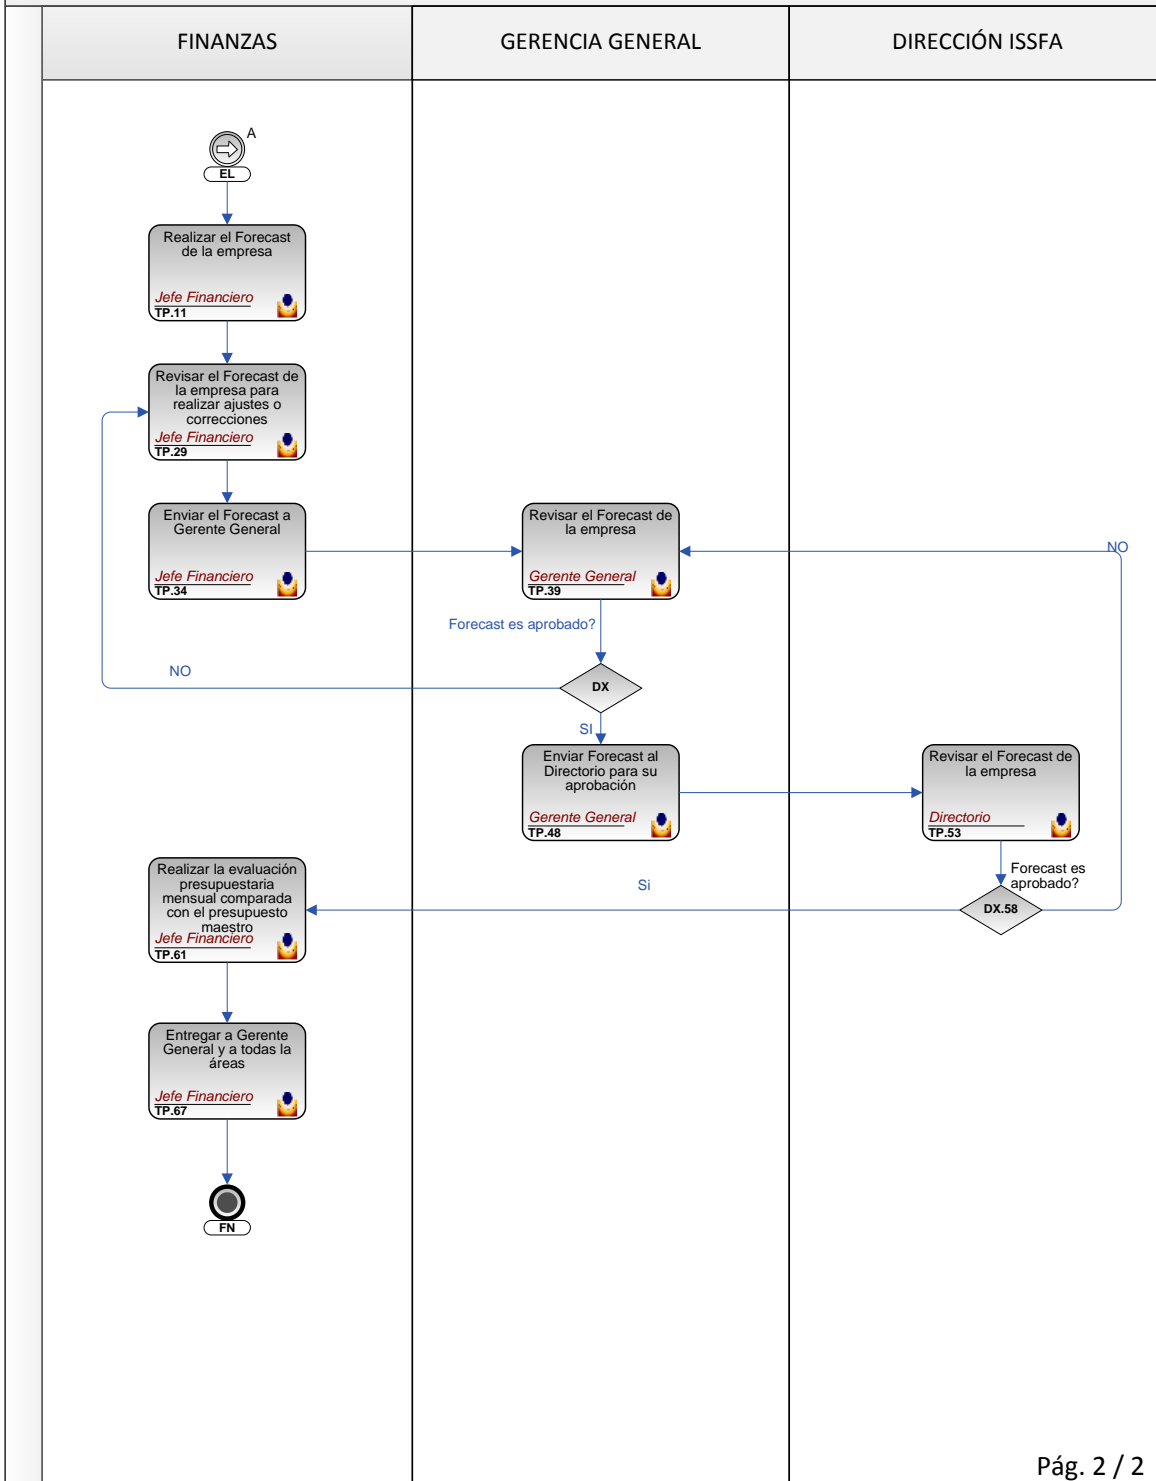 FINANZAS
GERENCIA GENERAL
DIRECCIÓN ISSFA
A
EL
Realizar el Forecast
de la empresa
Jefe Financiero
TP.11
Revisar el Forecast de
la empresa para
realizar ajustes o
correcciones
Jefe Financiero
TP.29
Enviar el Forecast a
Gerente General
Jefe Financiero
TP.34
Revisar el Forecast de
la empresa
Gerente General
TP.39
NO
Forecast es aprobado?
NO
DX
SI
Enviar Forecast al
Directorio para su
aprobación
Gerente General
TP.48
Revisar el Forecast de
la empresa
Directorio
TP.53
Forecast es
aprobado?
DX.58
Si
Realizar la evaluación
presupuestaria
mensual comparada
con el presupuesto
maestro
Jefe Financiero
TP.61
Entregar a Gerente
General y a todas la
áreas
Jefe Financiero
TP.67
FN
Pág. 2 / 2